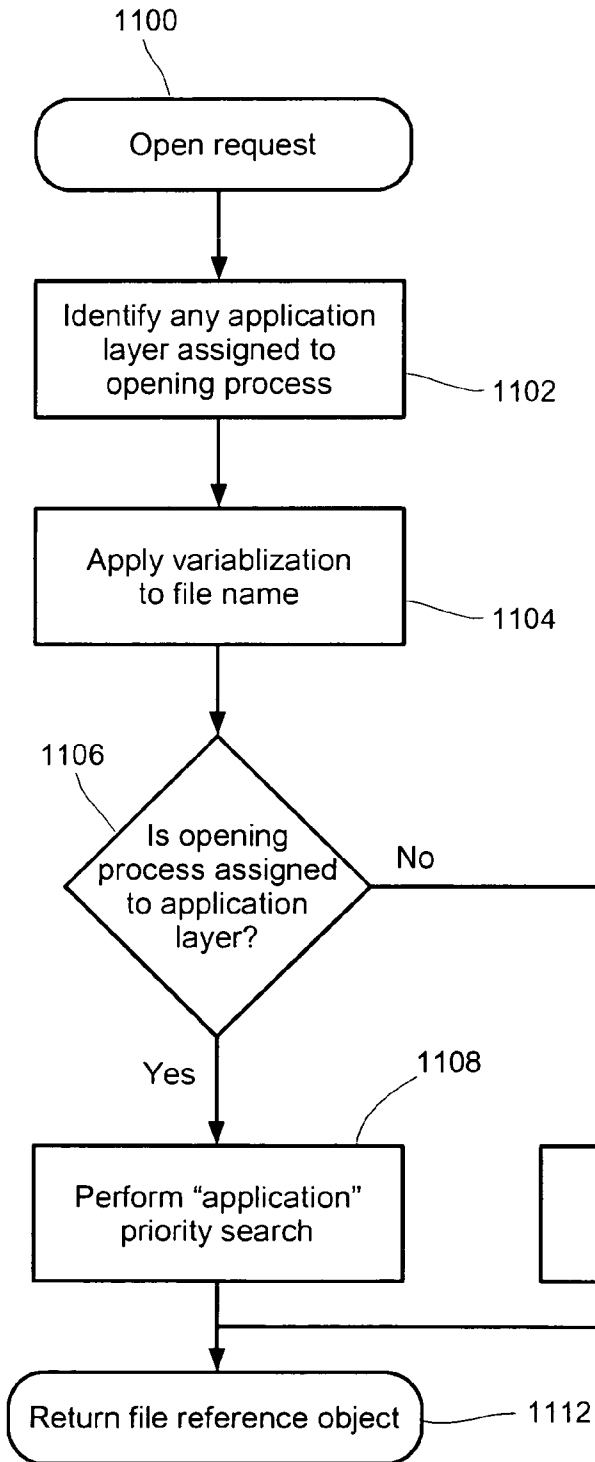 1100
Open request
Identify any application
layer assigned to
opening process
1102
Apply variablization
to file name
1104
1106
Is opening
process assigned
to application
layer?
No
Yes
1108
Perform “application”
priority search
Return file reference object
1112